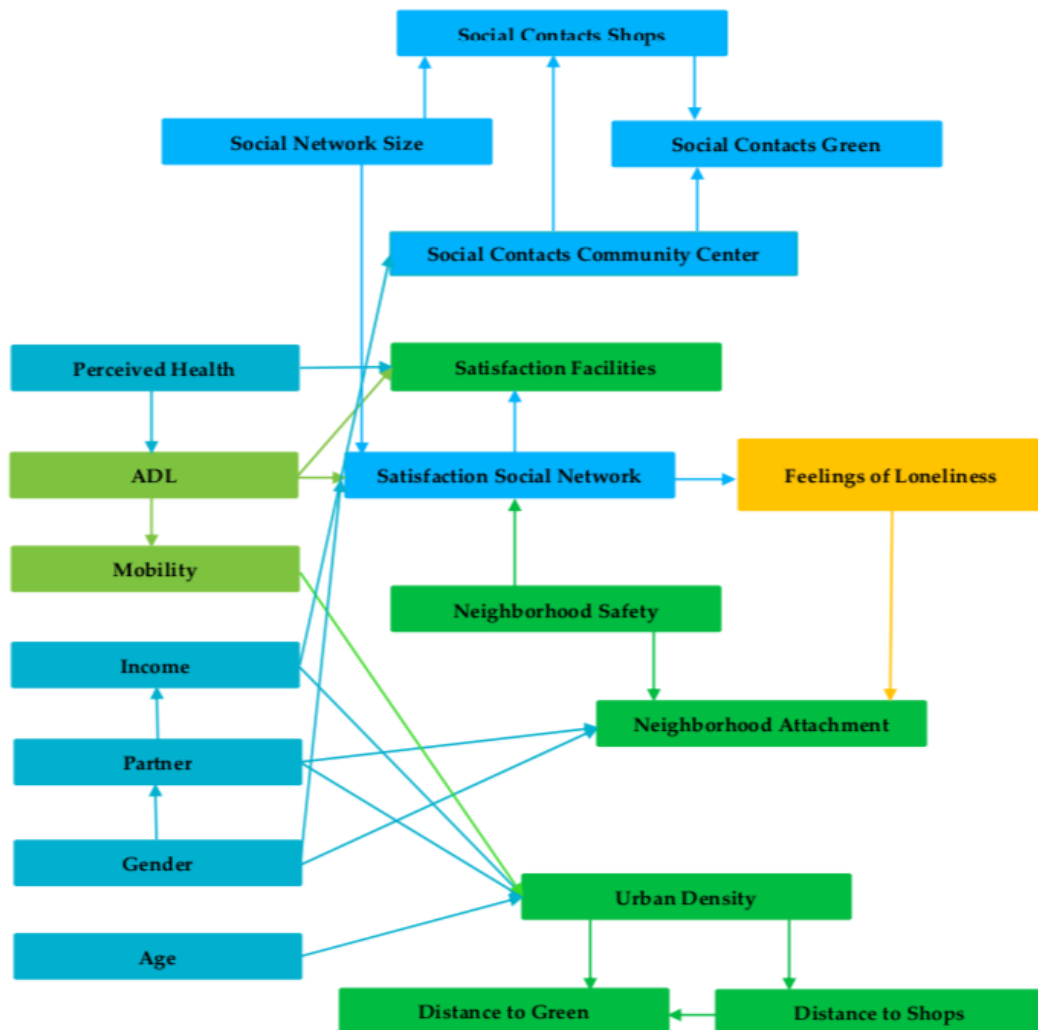 Social Contacts Shops
Social Network Size
Social Contacts Green
Social Contacts Community Center
Perceived Health
Satisfaction Facilities
ADL
Satisfaction Social Network
Feelings of Loneliness
Mobility
Neighborhood Safety
Income
Neighborhood Attachment
Partner
Gender
Urban Density
Age
Distance to Green
Distance to Shops